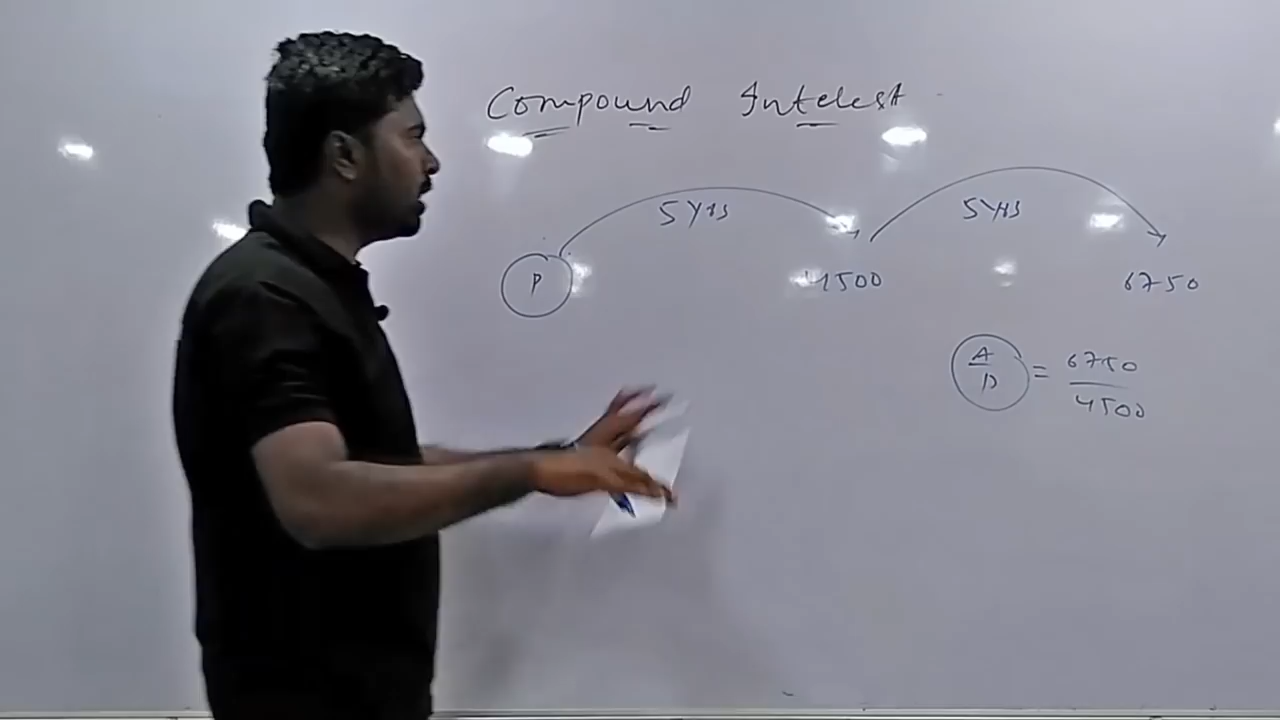 Compound Interest
5 Yrs 5 Yrs
P 4500 6750
A/P = 6750/4500